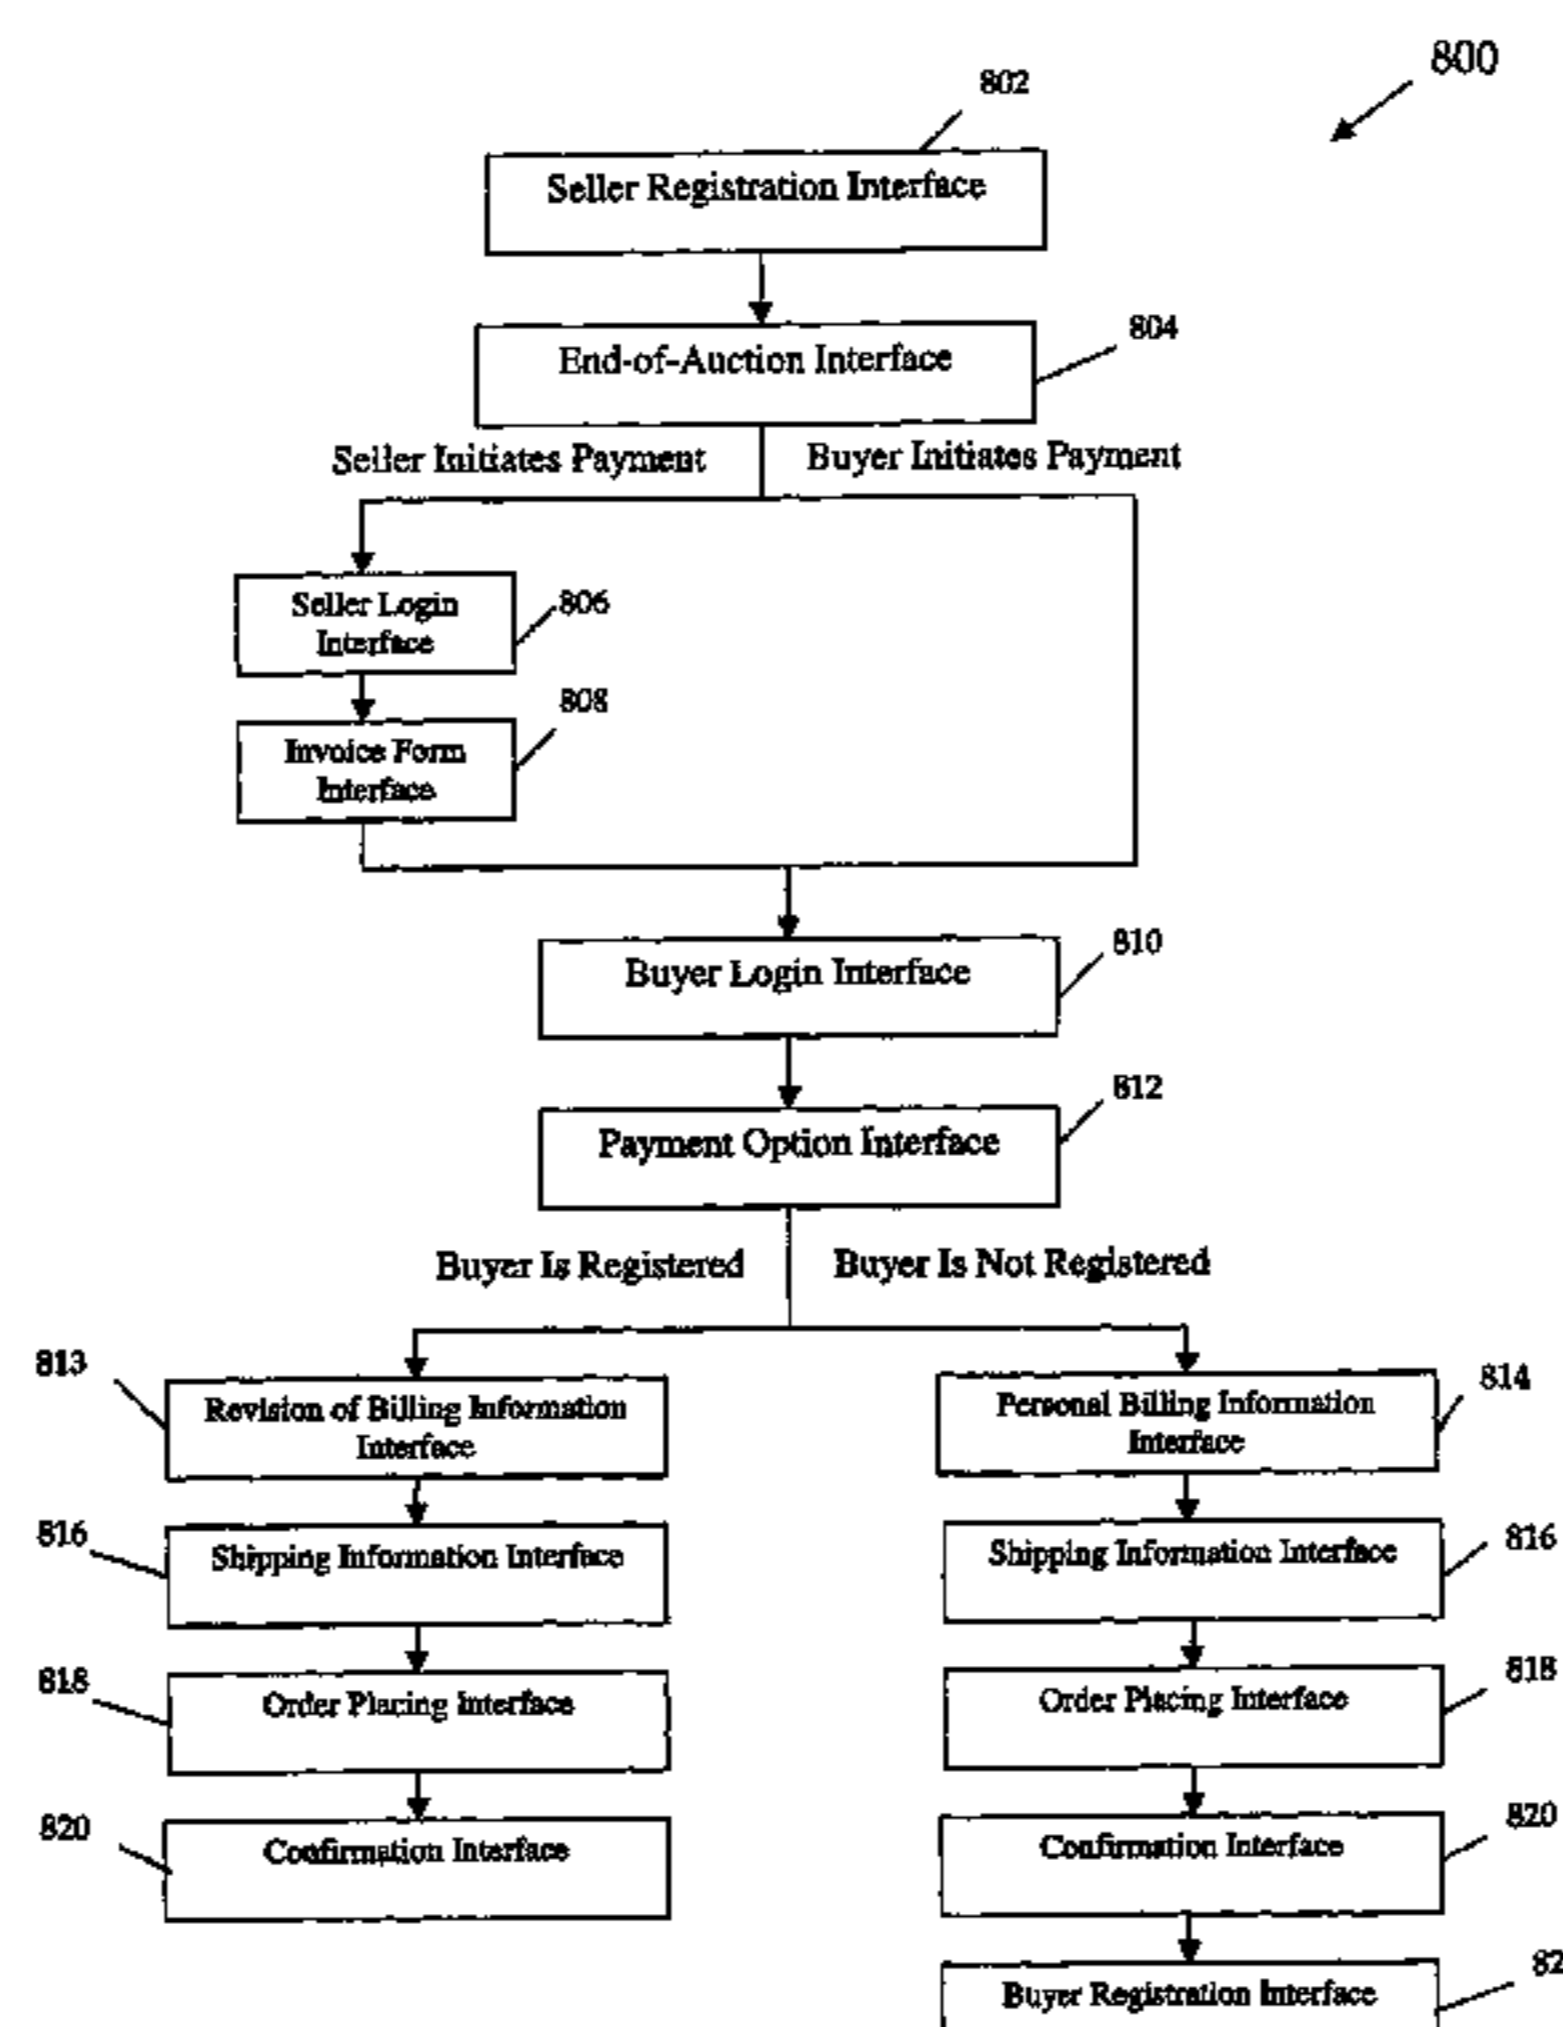 800
802
Seller Registration Interface
804
End-of-Auction Interface
Seller Initiates Payment
Buyer Initiates Payment
Seller Login
Interface
806
808
Invoice Form
Interface
810
Buyer Login Interface
812
Payment Option Interface
Buyer Is Registered
Buyer Is Not Registered
813
Revision of Billing Information
Interface
814
Personal Billing Information
Interface
816
Shipping Information Interface
Shipping Information Interface
816
818
Order Placing Interface
Order Placing Interface
818
820
Confirmation Interface
Confirmation Interface
820
Buyer Registration Interface